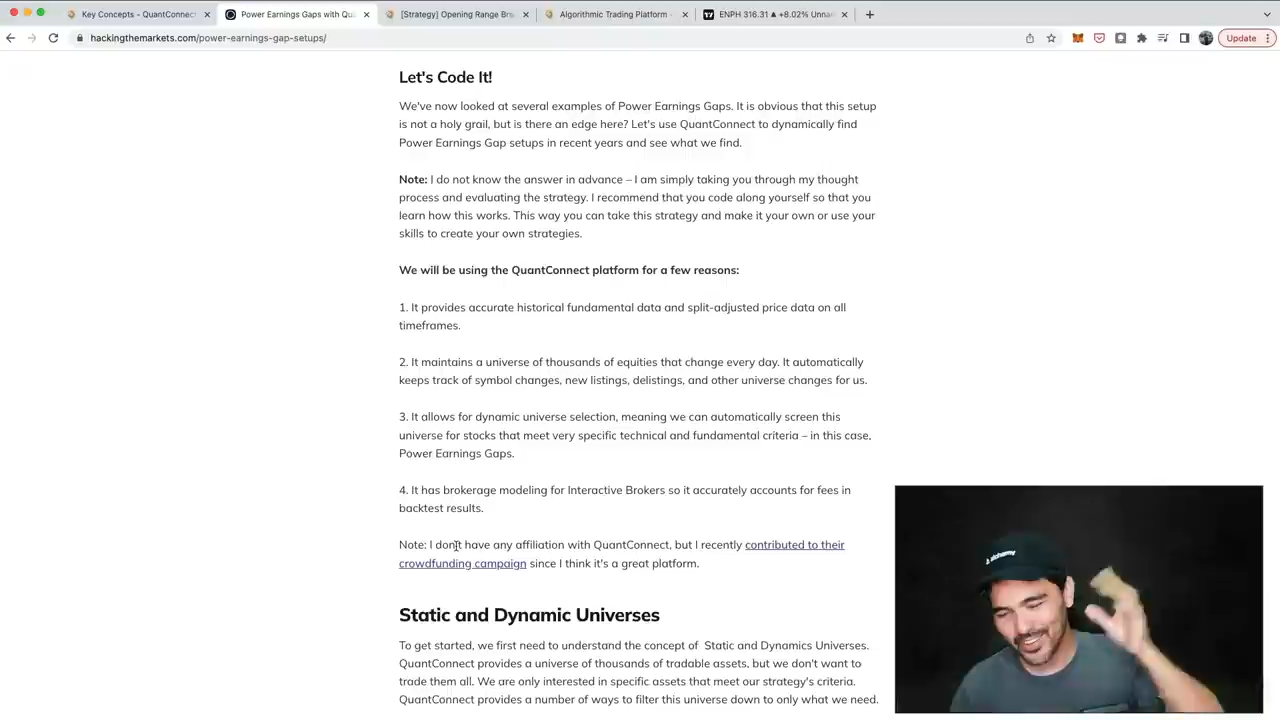 Key Concepts - QuantConnect
Power Earnings Gaps with Qu
[Strategy] Opening Range Bre
Algorithmic Trading Platform -
ENPH 316.31 ▲ +8.02% Unna
hackingthemarkets.com/power-earnings-gap-setups/
Update
Let's Code It!
We've now looked at several examples of Power Earnings Gaps. It is obvious that this setup
is not a holy grail, but is there an edge here? Let's use QuantConnect to dynamically find
Power Earnings Gap setups in recent years and see what we find.
Note: I do not know the answer in advance – I am simply taking you through my thought
process and evaluating the strategy. I recommend that you code along yourself so that you
learn how this works. This way you can take this strategy and make it your own or use your
skills to create your own strategies.
We will be using the QuantConnect platform for a few reasons:
1. It provides accurate historical fundamental data and split-adjusted price data on all
timeframes.
2. It maintains a universe of thousands of equities that change every day. It automatically
keeps track of symbol changes, new listings, delistings, and other universe changes for us.
3. It allows for dynamic universe selection, meaning we can automatically screen this
universe for stocks that meet very specific technical and fundamental criteria – in this case,
Power Earnings Gaps.
4. It has brokerage modeling for Interactive Brokers so it accurately accounts for fees in
backtest results.
Note: I don't have any affiliation with QuantConnect, but I recently contributed to their
crowdfunding campaign since I think it's a great platform.
alchemy
Static and Dynamic Universes
To get started, we first need to understand the concept of Static and Dynamics Universes.
QuantConnect provides a universe of thousands of tradable assets, but we don't want to
trade them all. We are only interested in specific assets that meet our strategy's criteria.
QuantConnect provides a number of ways to filter this universe down to only what we need.